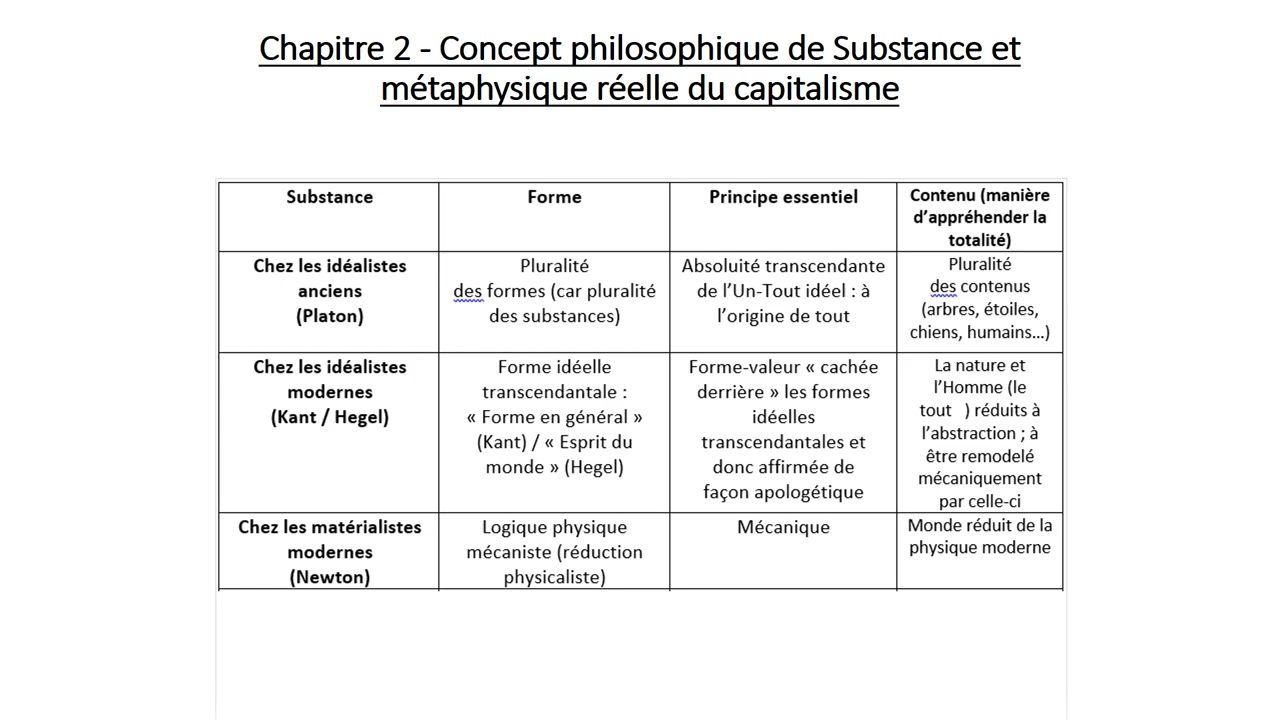 Chapitre 2 - Concept philosophique de Substance et
métaphysique réelle du capitalisme
Substance
Forme
Principe essentiel
Contenu (manière
d’appréhender la
totalité)
Chez les idéalistes
anciens
(Platon)
Pluralité
des formes (car pluralité
des substances)
Absoluité transcendante
de l’Un-Tout idéel : à
l’origine de tout
Pluralité
des contenus
(arbres, étoiles,
chiens, humains…)
Chez les idéalistes
modernes
(Kant / Hegel)
Forme idéelle
transcendantale :
« Forme en général »
(Kant) / « Esprit du
monde » (Hegel)
Forme-valeur « cachée
derrière » les formes
idéelles
transcendantales et
donc affirmée de
façon apologétique
La nature et
l’Homme (le
tout ) réduits à
l’abstraction ; à
être remodelé
mécaniquement
par celle-ci
Chez les matérialistes
modernes
(Newton)
Logique physique
mécaniste (réduction
physicaliste)
Mécanique
Monde réduit de la
physique moderne